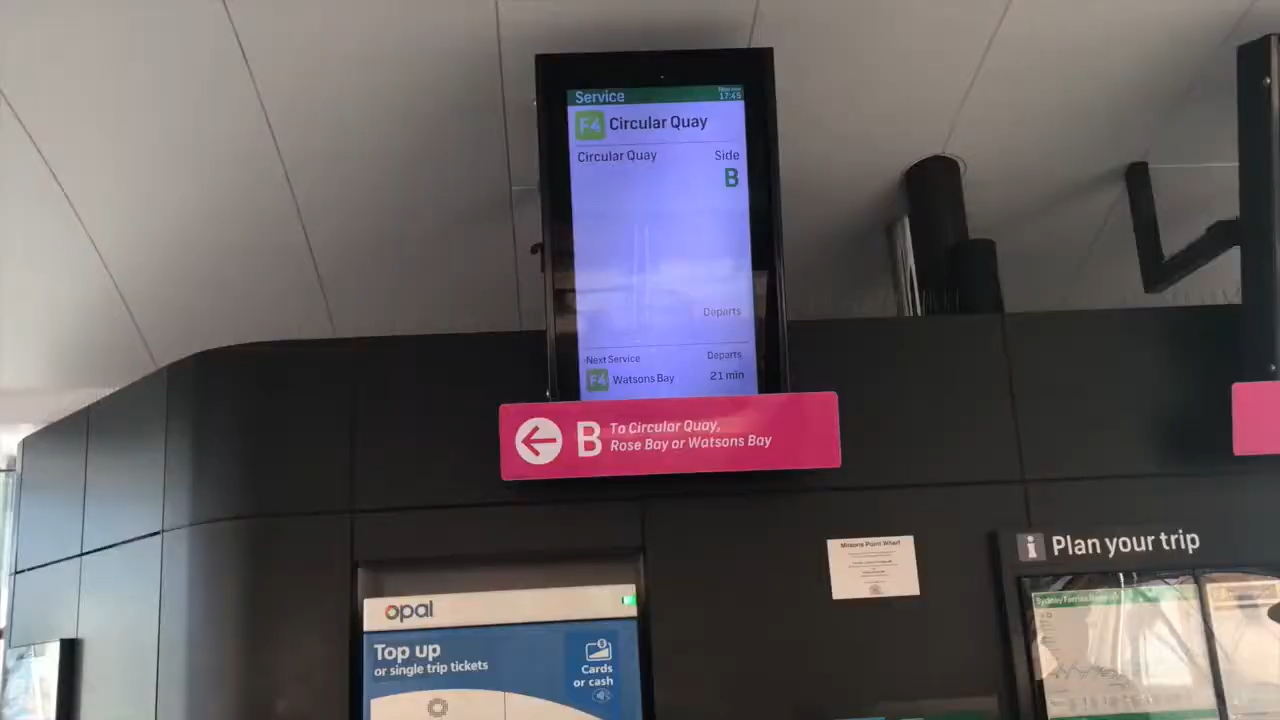 Service
17:45
F4 Circular Quay
Circular Quay Side
B
Departs
Next Service Departs
F4 Watsons Bay 21 min
B To Circular Quay,
Rose Bay or Watsons Bay
Milsons Point Wharf
i Plan your trip
opal
Top up
or single trip tickets
Cards
or cash
Sydney Ferries